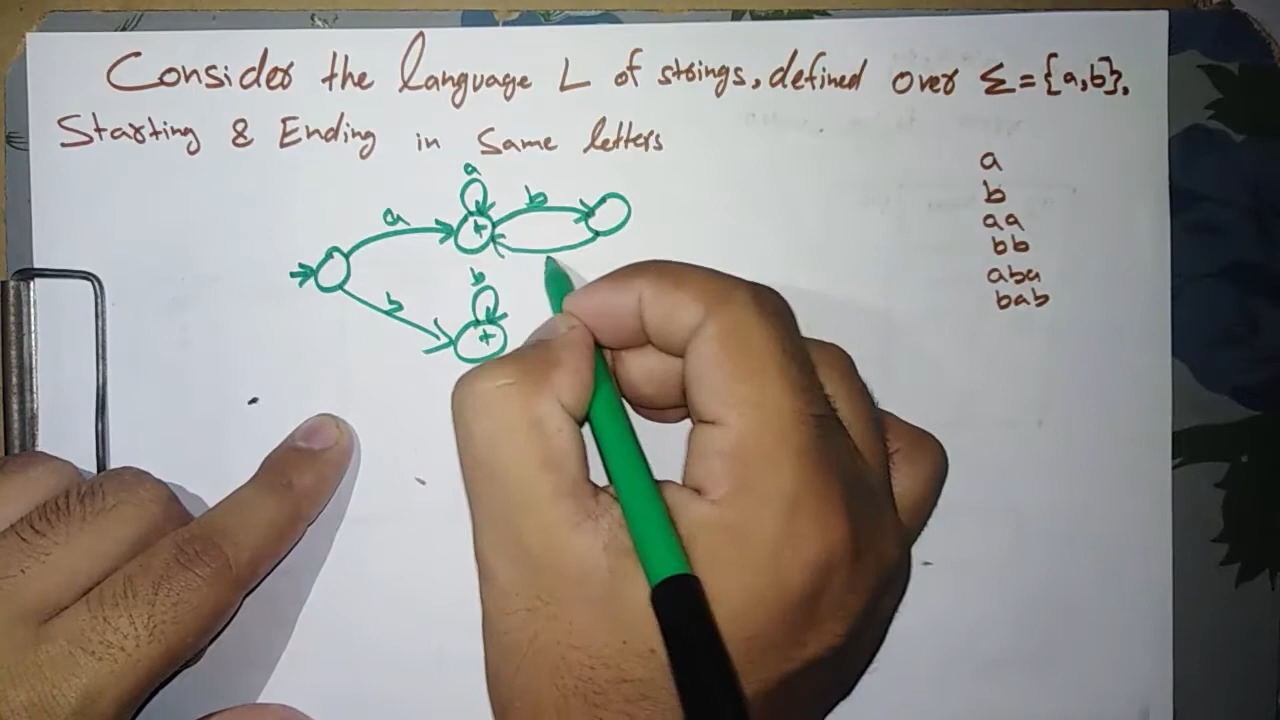 Consider the language L of strings, defined over Σ = {a,b},
Starting & Ending in Same letters
a
b
aa
bb
aba
bab
a
a
b
+
b
b
+